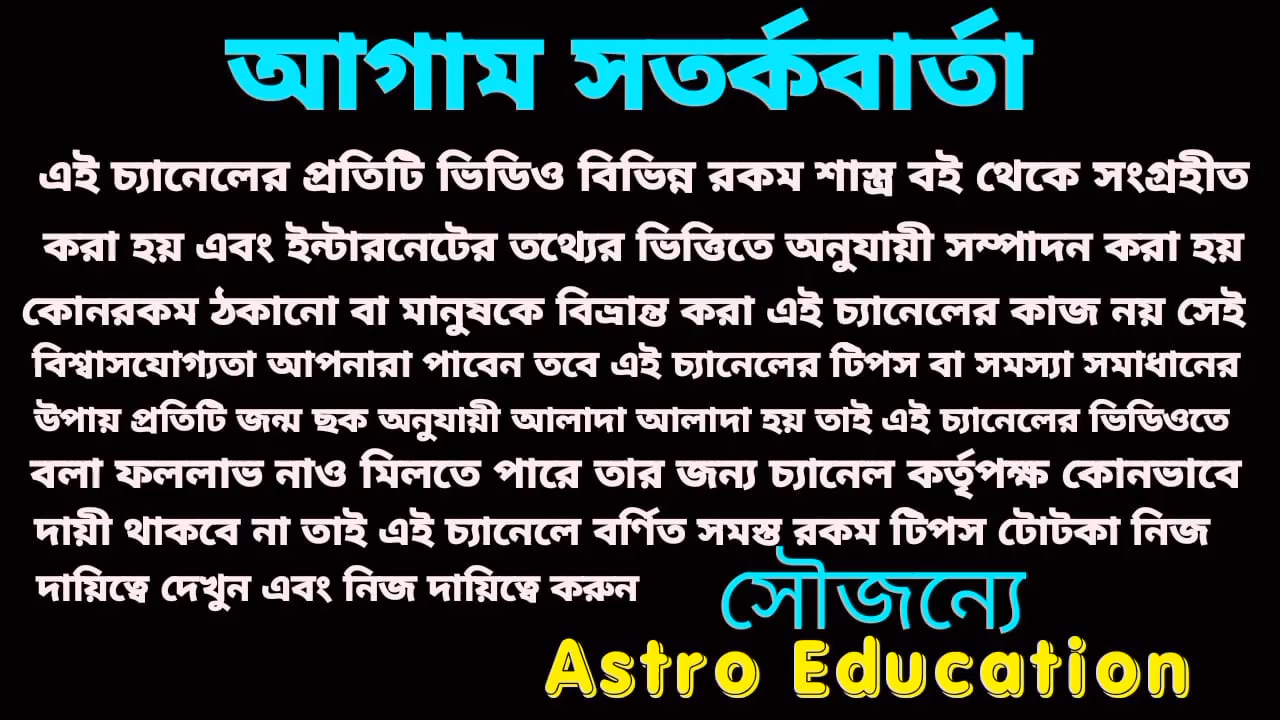 আগাম সতর্কবার্তা
এই চ্যানেলের প্রতিটি ভিডিও বিভিন্ন রকম শাস্ত্র বই থেকে সংগ্রহীত
করা হয় এবং ইন্টারনেটের তথ্যের ভিত্তিতে অনুযায়ী সম্পাদন করা হয়
কোনরকম ঠকানো বা মানুষকে বিভ্রান্ত করা এই চ্যানেলের কাজ নয় সেই
বিশ্বাসযোগ্যতা আপনারা পাবেন তবে এই চ্যানেলের টিপস বা সমস্যা সমাধানের
উপায় প্রতিটি জন্ম ছক অনুযায়ী আলাদা আলাদা হয় তাই এই চ্যানেলের ভিডিওতে
বলা ফললাভ নাও মিলতে পারে তার জন্য চ্যানেল কর্তৃপক্ষ কোনভাবে
দায়ী থাকবে না তাই এই চ্যানেলে বর্ণিত সমস্ত রকম টিপস টোটকা নিজ
দায়িত্বে দেখুন এবং নিজ দায়িত্বে করুন
সৌজন্যে
Astro Education